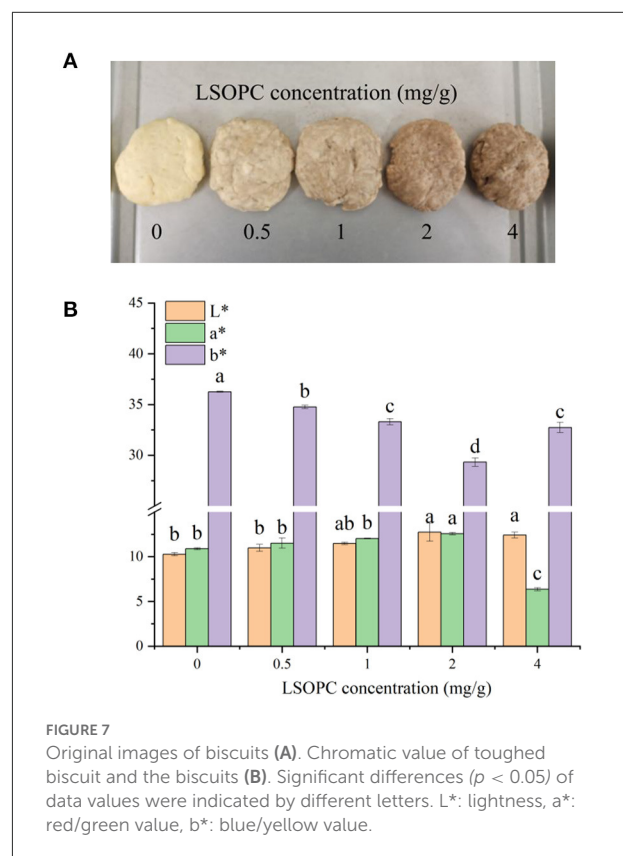 A
LSOPC concentration (mg/g)
0 0.5 1 2 4
B
45
40
35
30
10
5
0
L*
a*
b*
a
b
c
d
c
b b
b b
ab b
a a
a
c
0 0.5 1 2 4
LSOPC concentration (mg/g)
FIGURE 7
Original images of biscuits (A). Chromatic value of toughed
biscuit and the biscuits (B). Significant differences (p < 0.05) of
data values were indicated by different letters. L*: lightness, a*:
red/green value, b*: blue/yellow value.